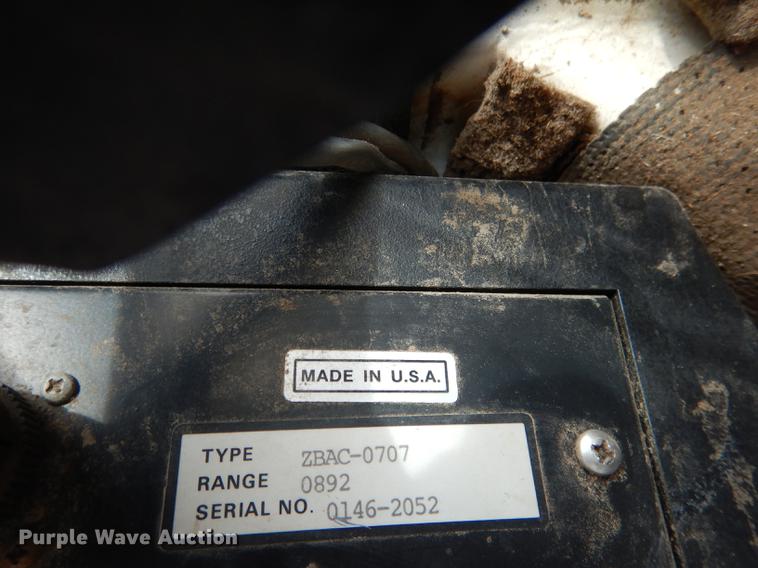 MADE IN U.S.A.
TYPE ZBAC-0707
RANGE 0892
SERIAL NO. 0146-2052
Purple Wave Auction